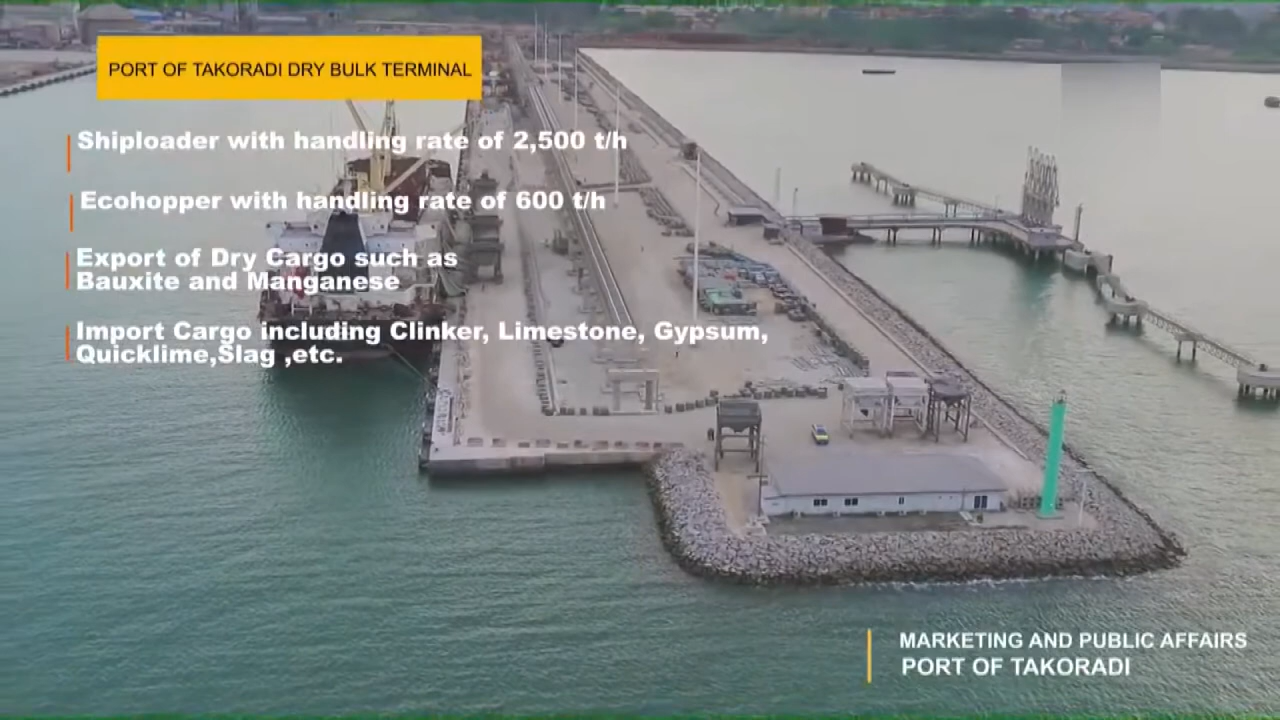 PORT OF TAKORADI DRY BULK TERMINAL
Shiploader with handling rate of 2,500 t/h
Ecohopper with handling rate of 600 t/h
Export of Dry Cargo such as
Bauxite and Manganese
Import Cargo including Clinker, Limestone, Gypsum,
Quicklime,Slag ,etc.
MARKETING AND PUBLIC AFFAIRS
PORT OF TAKORADI